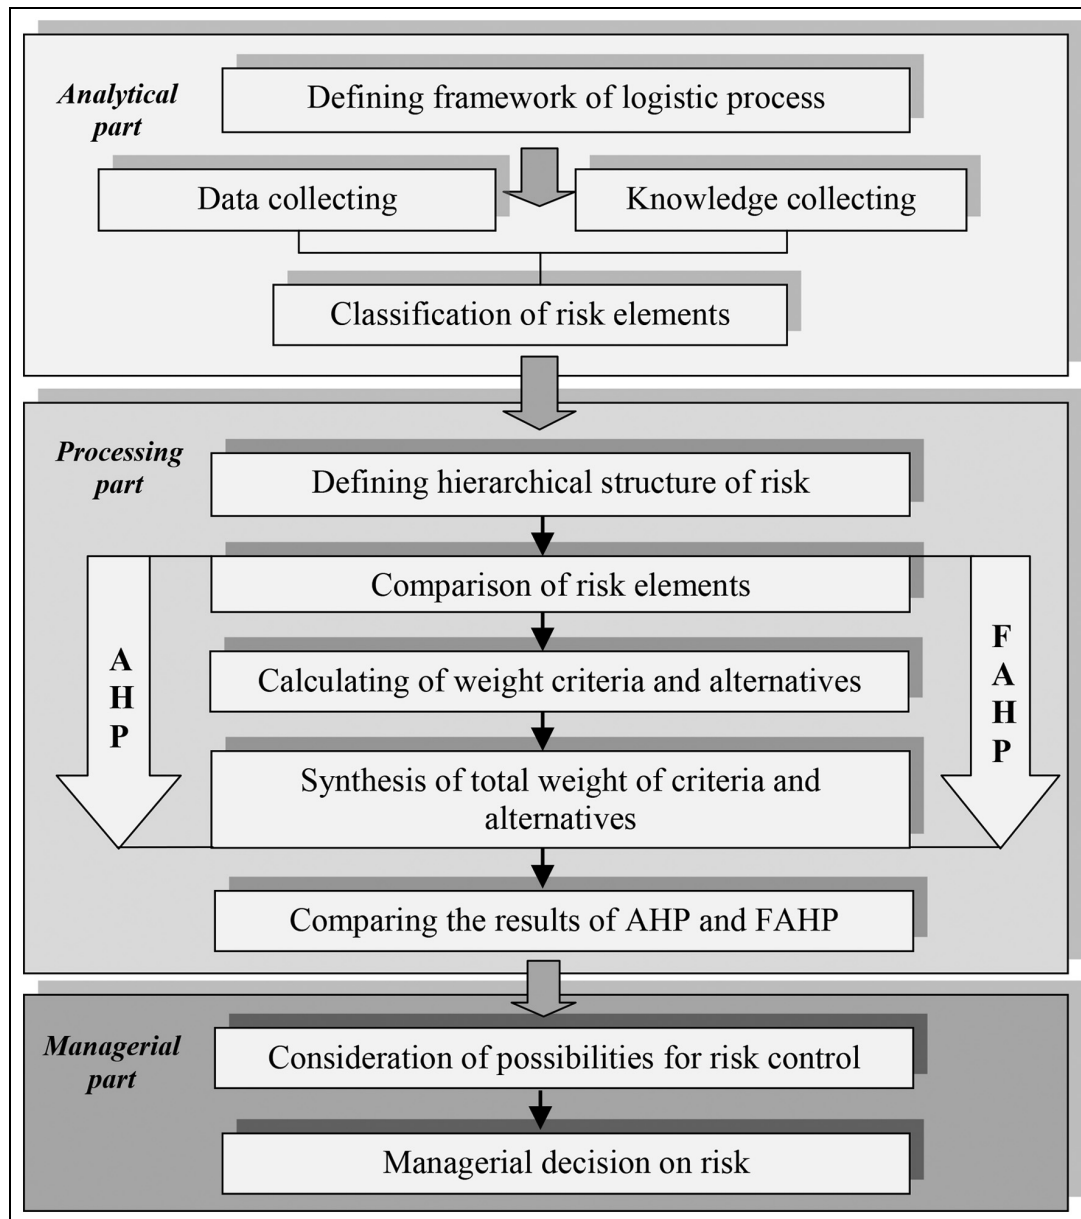 Analytical
part
Defining framework of logistic process
Data collecting
Knowledge collecting
Classification of risk elements
Processing
part
Defining hierarchical structure of risk
Comparison of risk elements
A
H
P
F
A
H
P
Calculating of weight criteria and alternatives
Synthesis of total weight of criteria and
alternatives
Comparing the results of AHP and FAHP
Managerial
part
Consideration of possibilities for risk control
Managerial decision on risk